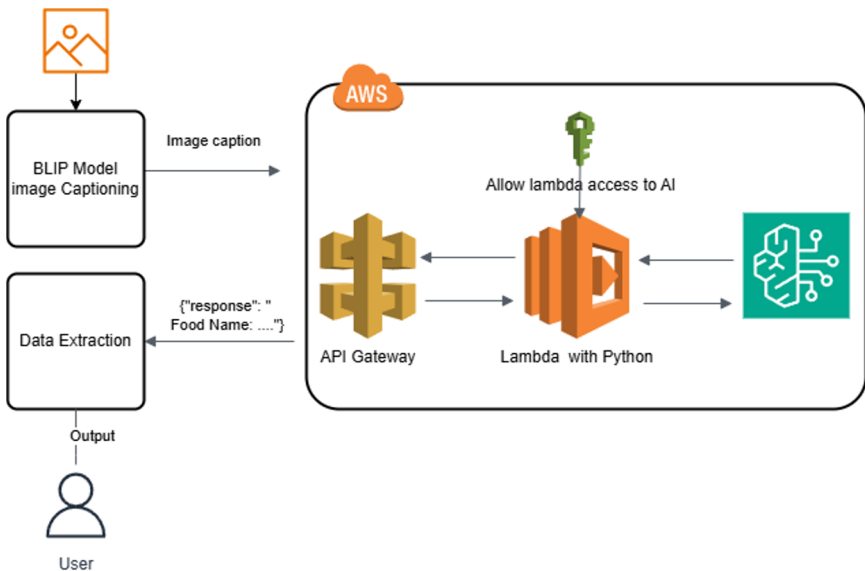 AWS
BLIP Model
image Captioning
Image caption
Allow lambda access to AI
{"response": "
Food Name: ...."}
Data Extraction
API Gateway
Lambda with Python
Output
User